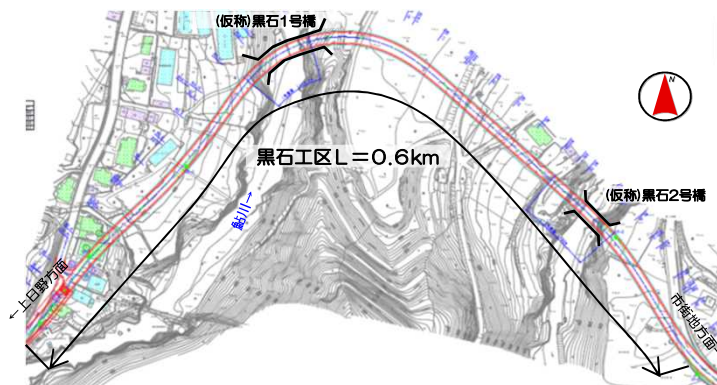 (仮称)黒石1号橋
N
黒石工区L=0.6km
(仮称)黒石2号橋
鮎川→
←上日野方面
市街地方面→